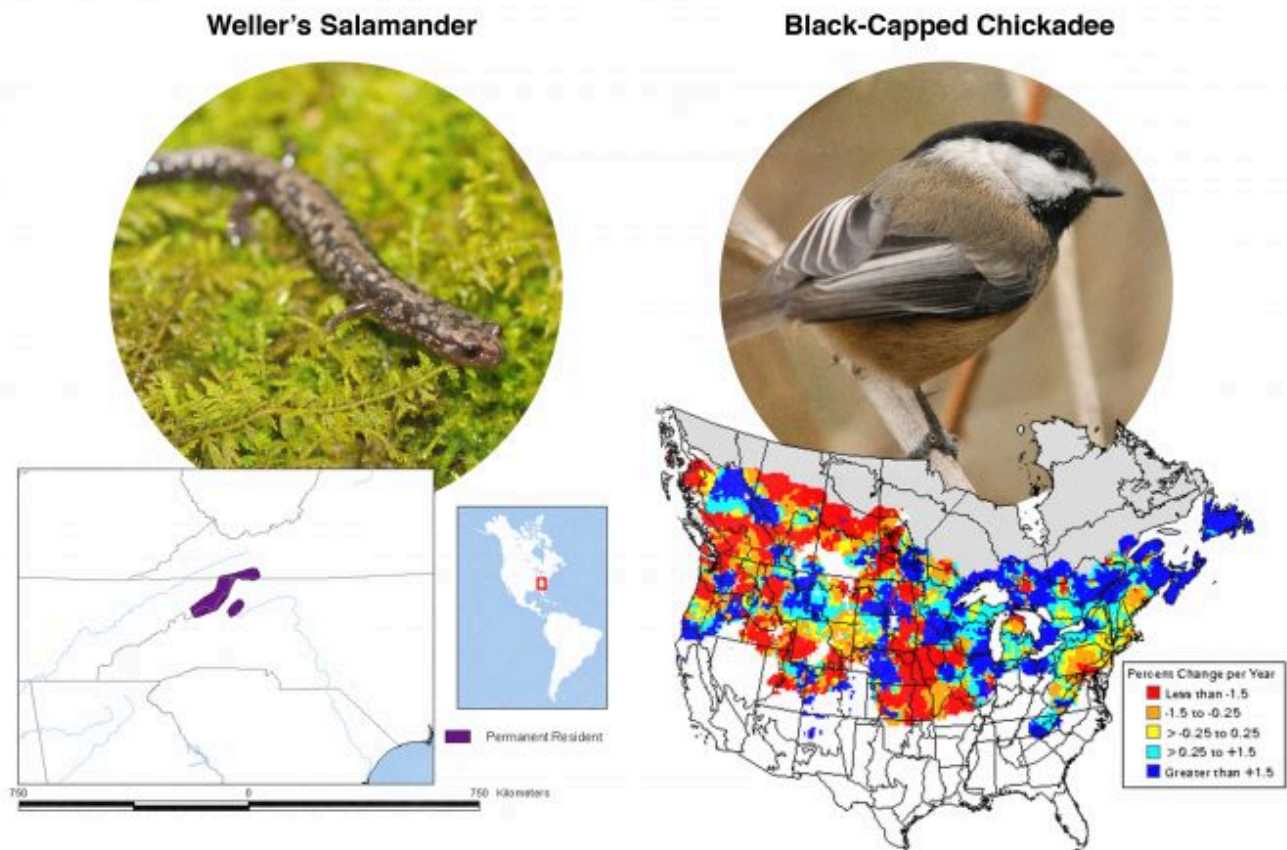 Weller's Salamander
Black-Capped Chickadee
Permanent Resident
750 0 750 Kilometers
Percent Change per Year
Less than -1.5
-1.5 to -0.25
> -0.25 to 0.25
> 0.25 to +1.5
Greater than +1.5